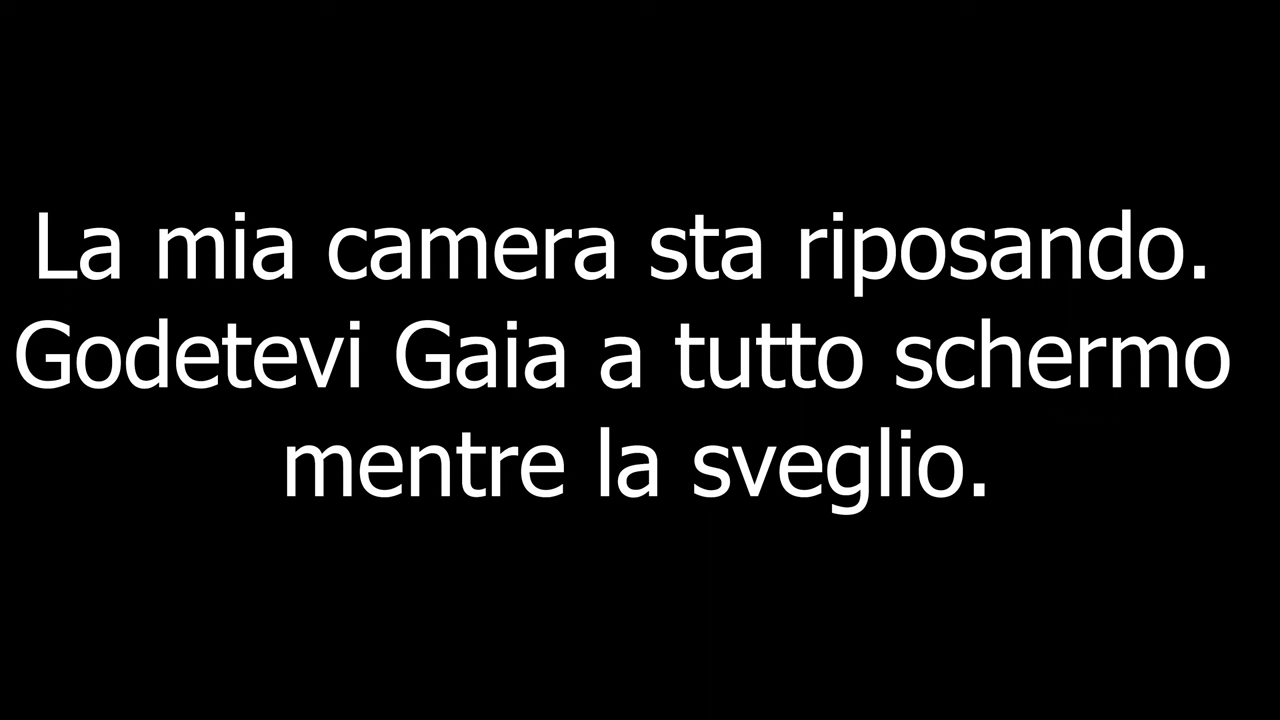 La mia camera sta riposando.
Godetevi Gaia a tutto schermo
mentre la sveglio.